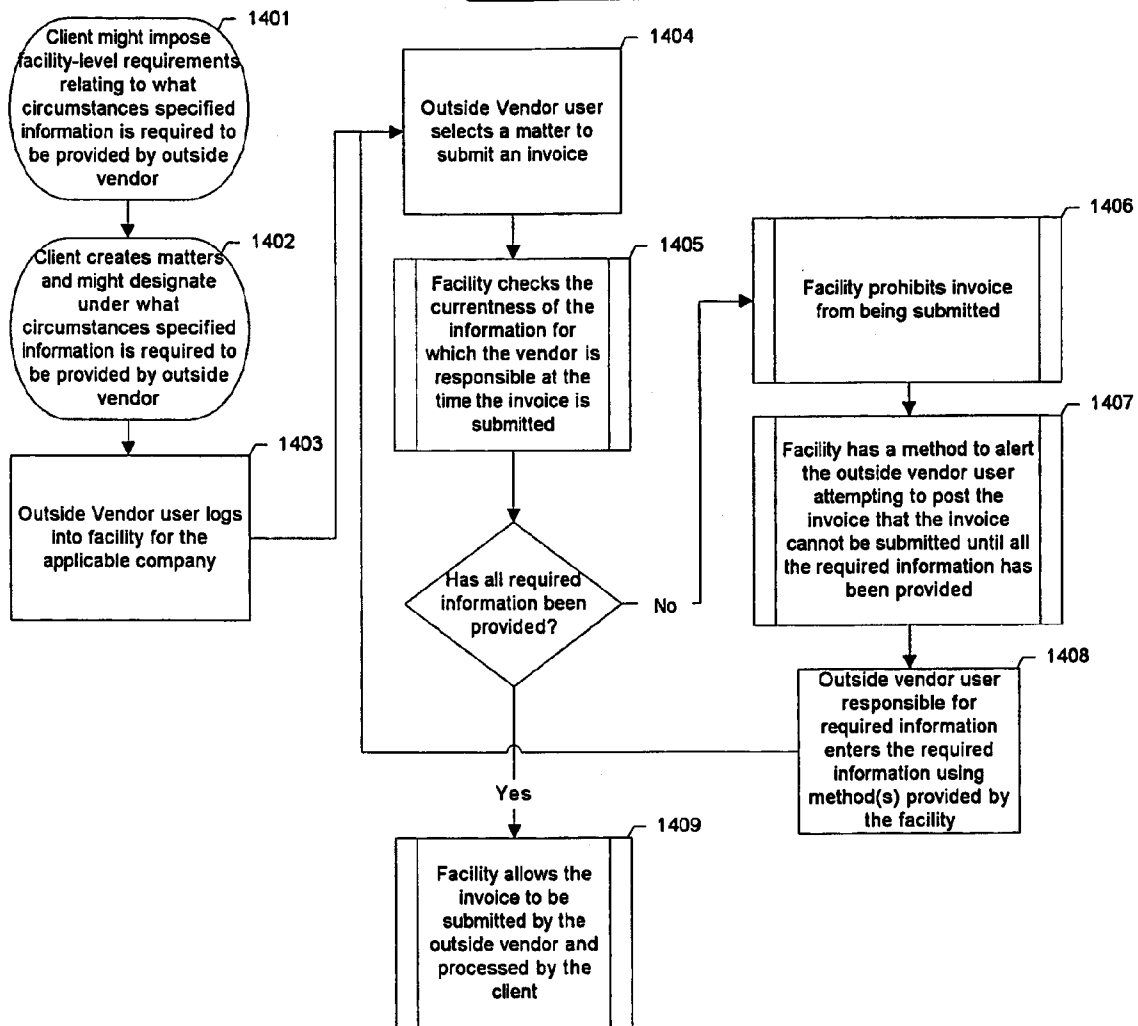 1401
Client might impose
facility-level requirements
relating to what
circumstances specified
information is required to
be provided by outside
vendor
1402
Client creates matters
and might designate
under what
circumstances specified
information is required to
be provided by outside
vendor
1403
Outside Vendor user logs
into facility for the
applicable company
1404
Outside Vendor user
selects a matter to
submit an invoice
1405
Facility checks the
currentness of the
information for
which the vendor is
responsible at the
time the invoice is
submitted
Has all required
information been
provided?
No
Yes
1406
Facility prohibits invoice
from being submitted
1407
Facility has a method to alert
the outside vendor user
attempting to post the
invoice that the invoice
cannot be submitted until all
the required information has
been provided
1408
Outside vendor user
responsible for
required information
enters the required
information using
method(s) provided by
the facility
1409
Facility allows the
invoice to be
submitted by the
outside vendor and
processed by the
client